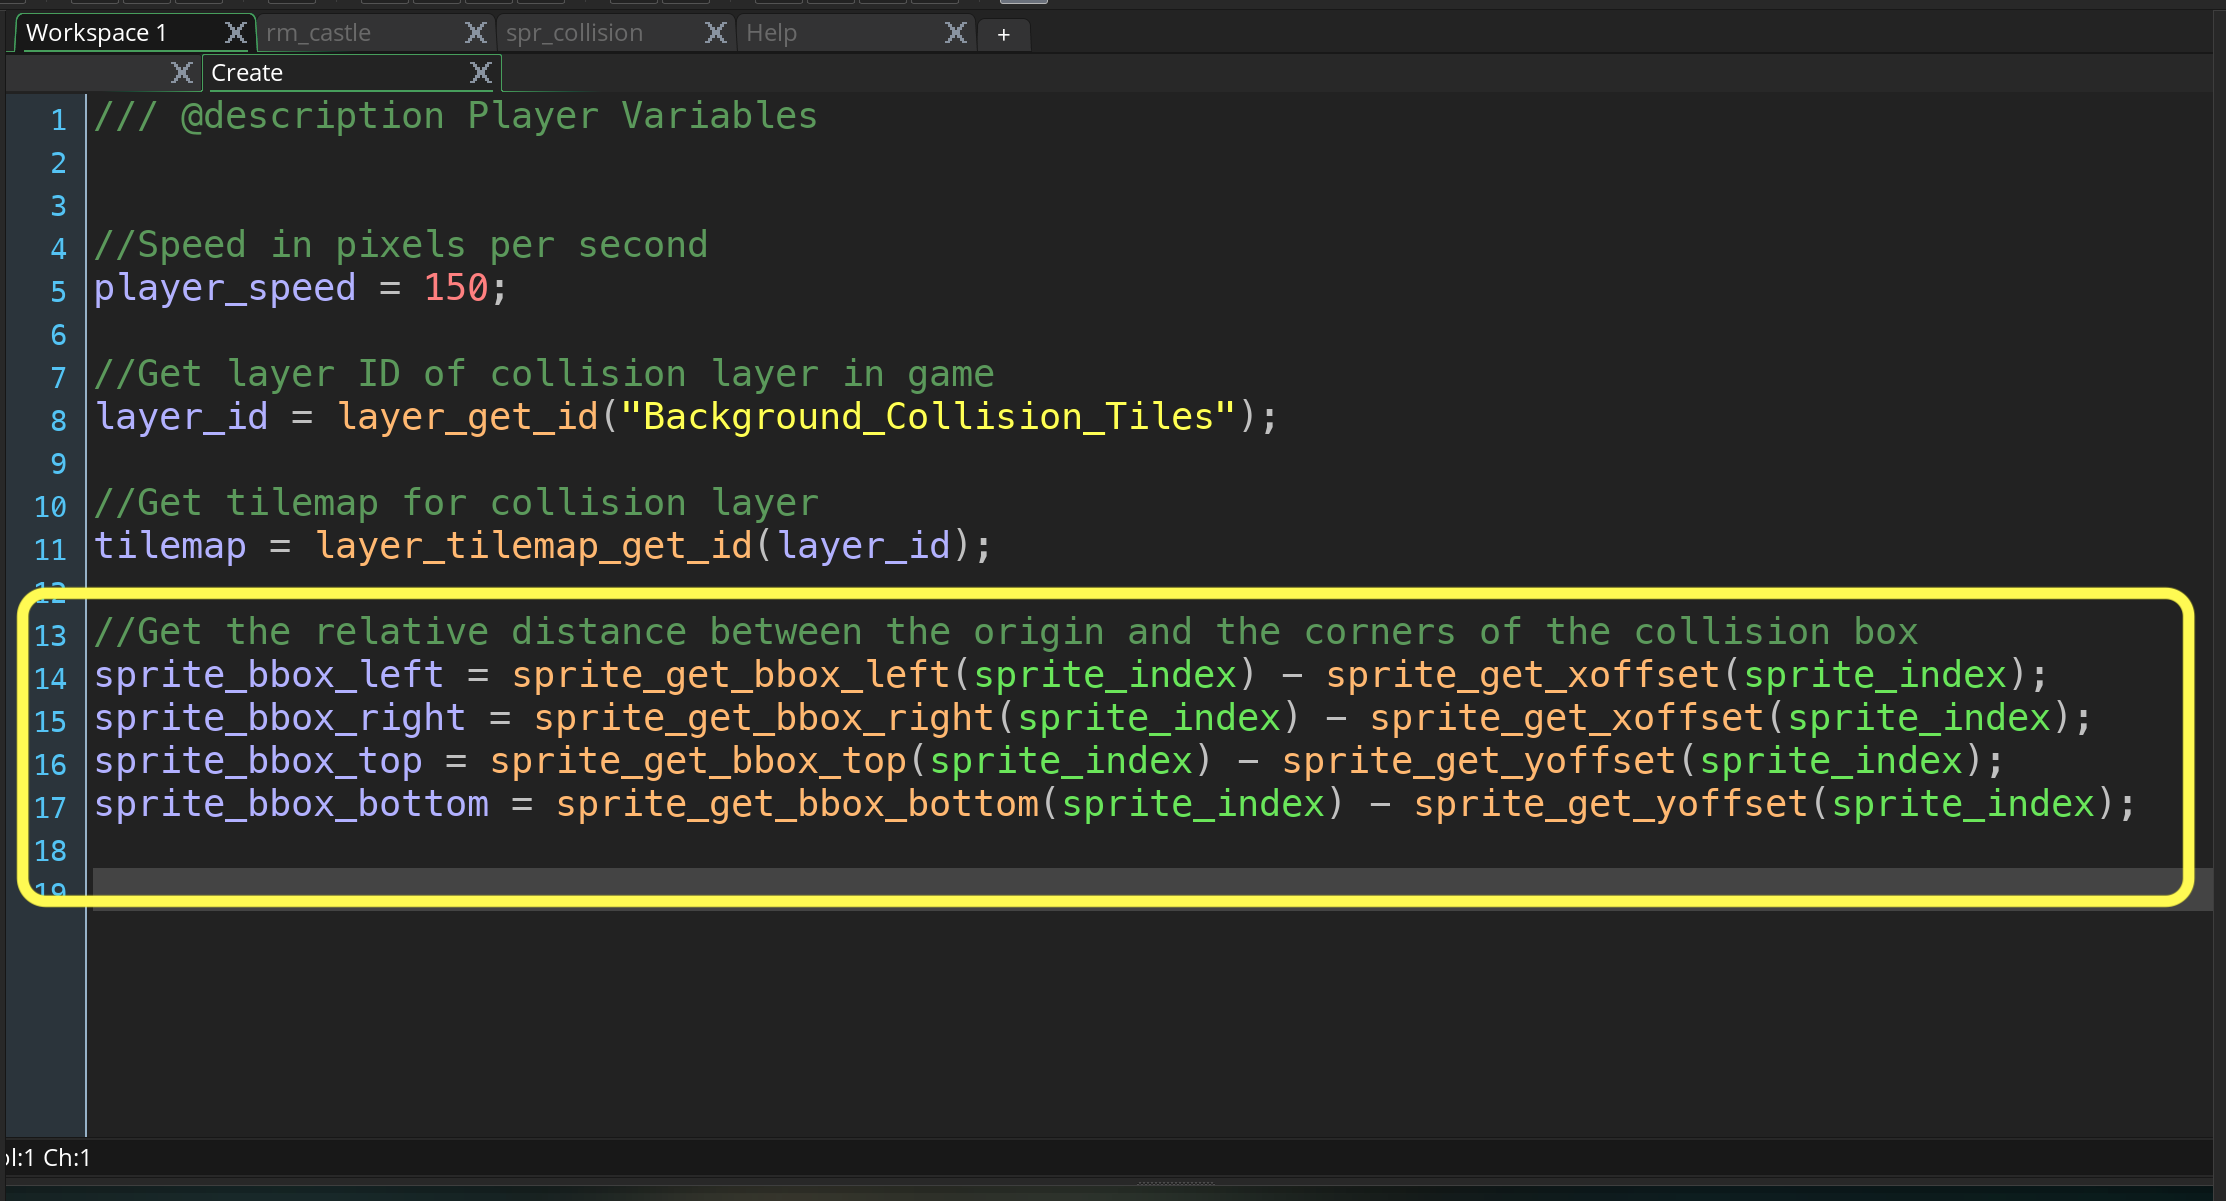 Workspace 1 rm_castle spr_collision Help +
Create
1 /// @description Player Variables
2
3
4 //Speed in pixels per second
5 player_speed = 150;
6
7 //Get layer ID of collision layer in game
8 layer_id = layer_get_id("Background_Collision_Tiles");
9
10 //Get tilemap for collision layer
11 tilemap = layer_tilemap_get_id(layer_id);
12
13 //Get the relative distance between the origin and the corners of the collision box
14 sprite_bbox_left = sprite_get_bbox_left(sprite_index) - sprite_get_xoffset(sprite_index);
15 sprite_bbox_right = sprite_get_bbox_right(sprite_index) - sprite_get_xoffset(sprite_index);
16 sprite_bbox_top = sprite_get_bbox_top(sprite_index) - sprite_get_yoffset(sprite_index);
17 sprite_bbox_bottom = sprite_get_bbox_bottom(sprite_index) - sprite_get_yoffset(sprite_index);
18
19
ol:1 Ch:1